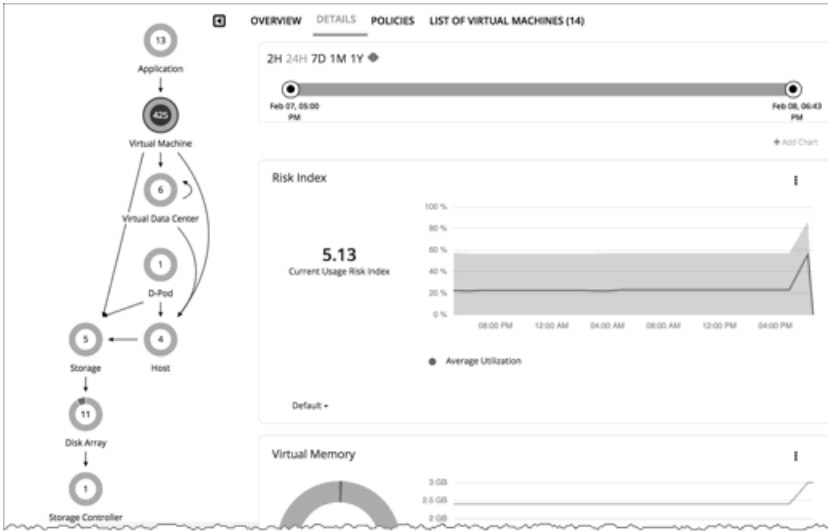 OVERVIEW DETAILS POLICIES LIST OF VIRTUAL MACHINES (14)
13
Application
425
Virtual Machine
6
Virtual Data Center
1
D-Pod
5
4
Storage
Host
11
Disk Array
1
Storage Controller
2H 24H 7D 1M 1Y
Feb 07, 05:00
PM
Feb 08, 06:43
PM
Add Chart
Risk Index
5.13
Current Usage Risk Index
100 %
80 %
60 %
40 %
20 %
0 %
08:00 PM 12:00 AM 04:00 AM 08:00 AM 12:00 PM 04:00 PM
Average Utilization
Default
Virtual Memory
3 GB
2.5 GB
2 GB